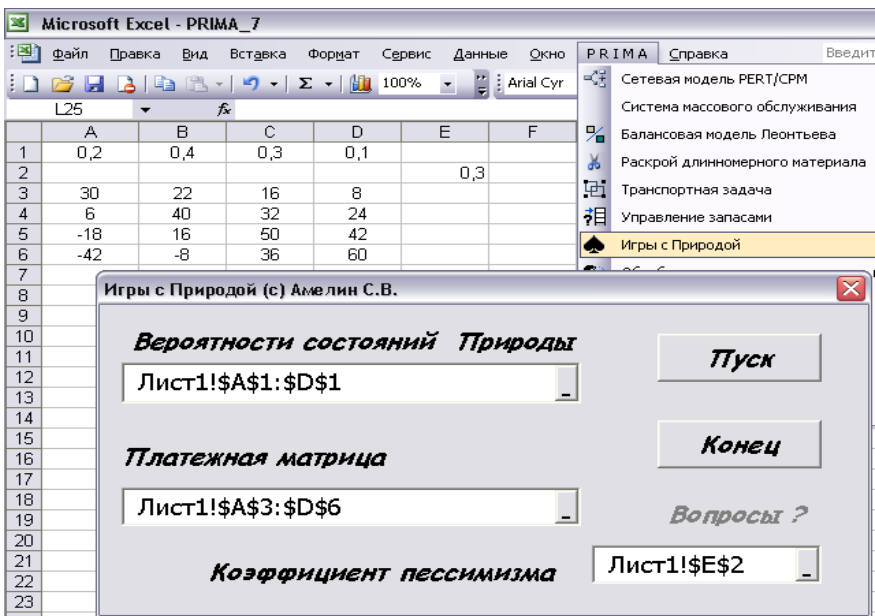 Microsoft Excel - PRIMA_7
Файл Правка Вид Вставка Формат Сервис Данные Окно PRIMA Справка Введит
100% Arial Cyr
L25 fx
A B C D E F
1 0,2 0,4 0,3 0,1
2 0,3
3 30 22 16 8
4 6 40 32 24
5 -18 16 50 42
6 -42 -8 36 60
7
8
9
10
11
12
13
14
15
16
17
18
19
20
21
22
23
Сетевая модель PERT/CPM
Система массового обслуживания
Балансовая модель Леонтьева
Раскрой длинномерного материала
Транспортная задача
Управление запасами
Игры с Природой
Игры с Природой (с) Амелин С.В.
Вероятности состояний Природы
Лист1!$A$1:$D$1
Пуск
Платежная матрица
Конец
Лист1!$A$3:$D$6
Вопросы ?
Коэффициент пессимизма
Лист1!$E$2